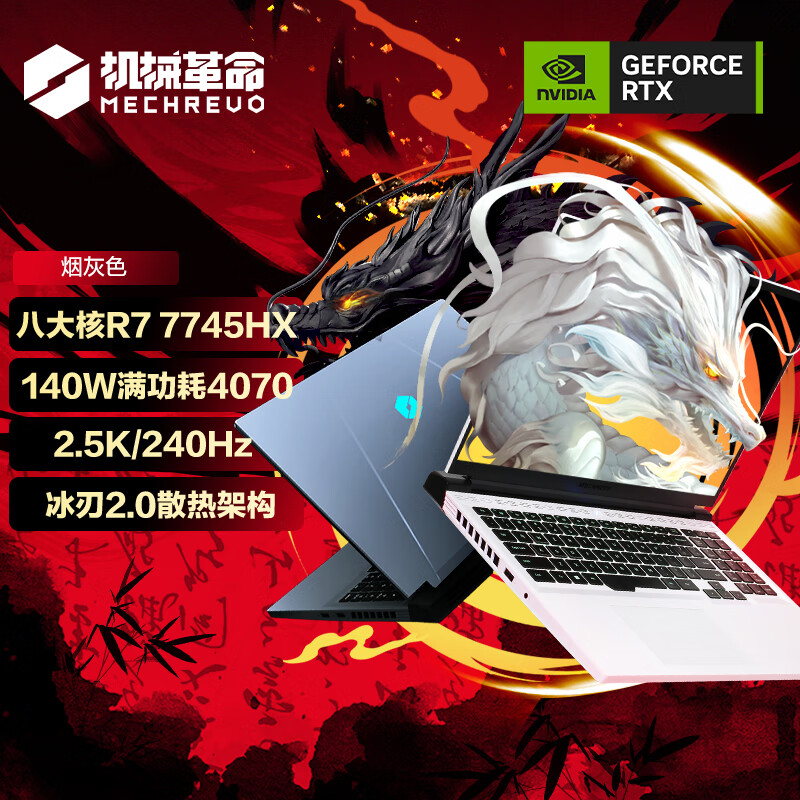 机械革命
MECHREVO
NVIDIA
GEFORCE
RTX
烟灰色
八大核R7 7745HX
140W满功耗4070
2.5K/240Hz
冰刃2.0散热架构